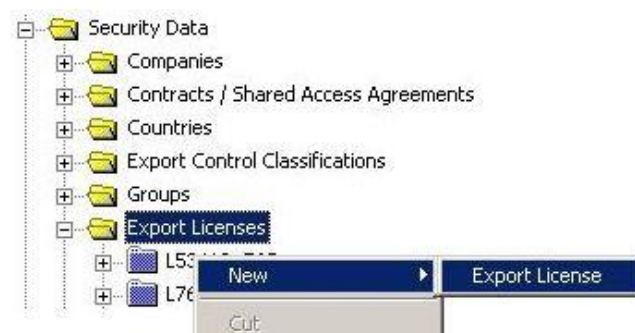 Security Data
Companies
Contracts / Shared Access Agreements
Countries
Export Control Classifications
Groups
Export Licenses
New
Export License
Cut